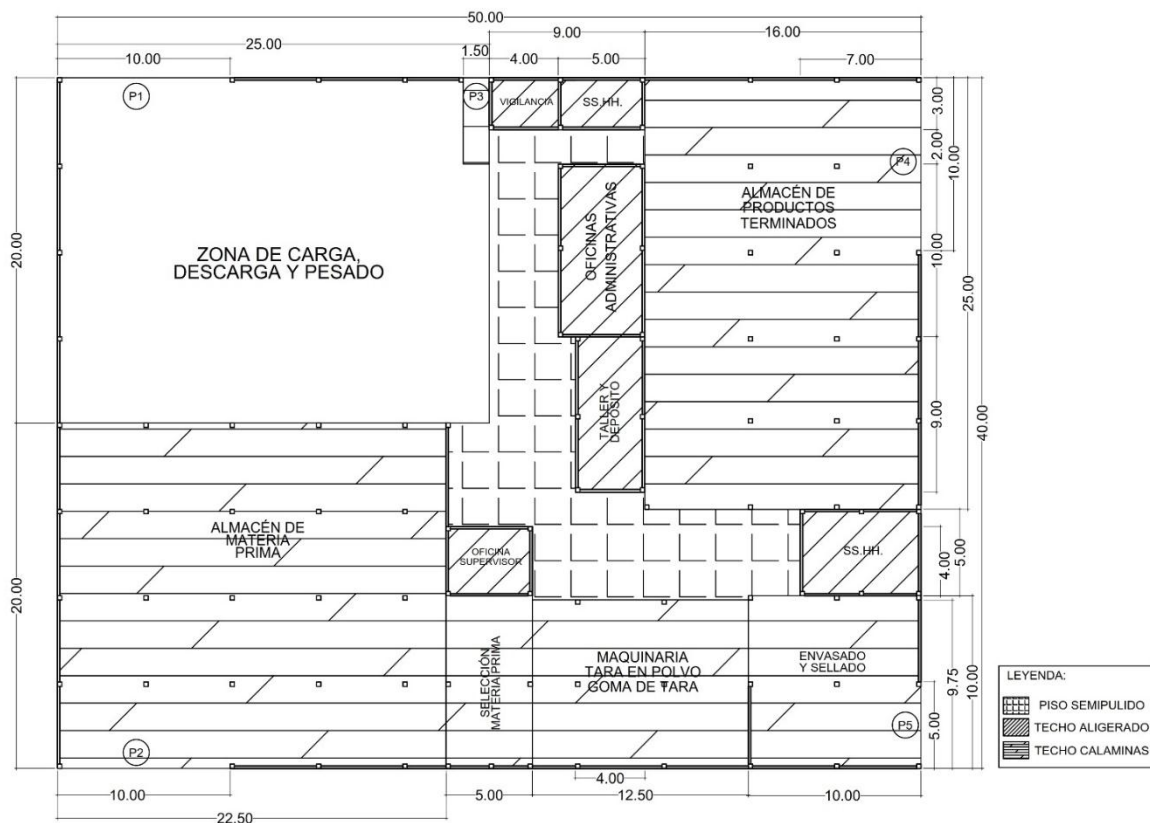 50.00
9.00
16.00
25.00
10.00
1.50
4.00
5.00
7.00
P1
P3
VIGILANCIA
SS.HH.
3.00
2.00
10.00
P4
ALMACÉN DE
PRODUCTOS
TERMINADOS
OFICINAS
ADMINISTRATIVAS
ZONA DE CARGA,
DESCARGA Y PESADO
20.00
10.00
25.00
40.00
TALLER Y
DEPÓSITO
9.00
ALMACÉN DE
MATERIA
PRIMA
OFICINA
SUPERVISOR
SS.HH.
4.00
5.00
20.00
SELECCIÓN
MATERIA PRIMA
MAQUINARIA
TARA EN POLVO
GOMA DE TARA
ENVASADO
Y SELLADO
P2
P5
5.00
9.75
10.00
LEYENDA:
PISO SEMIPULIDO
TECHO ALIGERADO
TECHO CALAMINAS
4.00
10.00
5.00
12.50
10.00
22.50